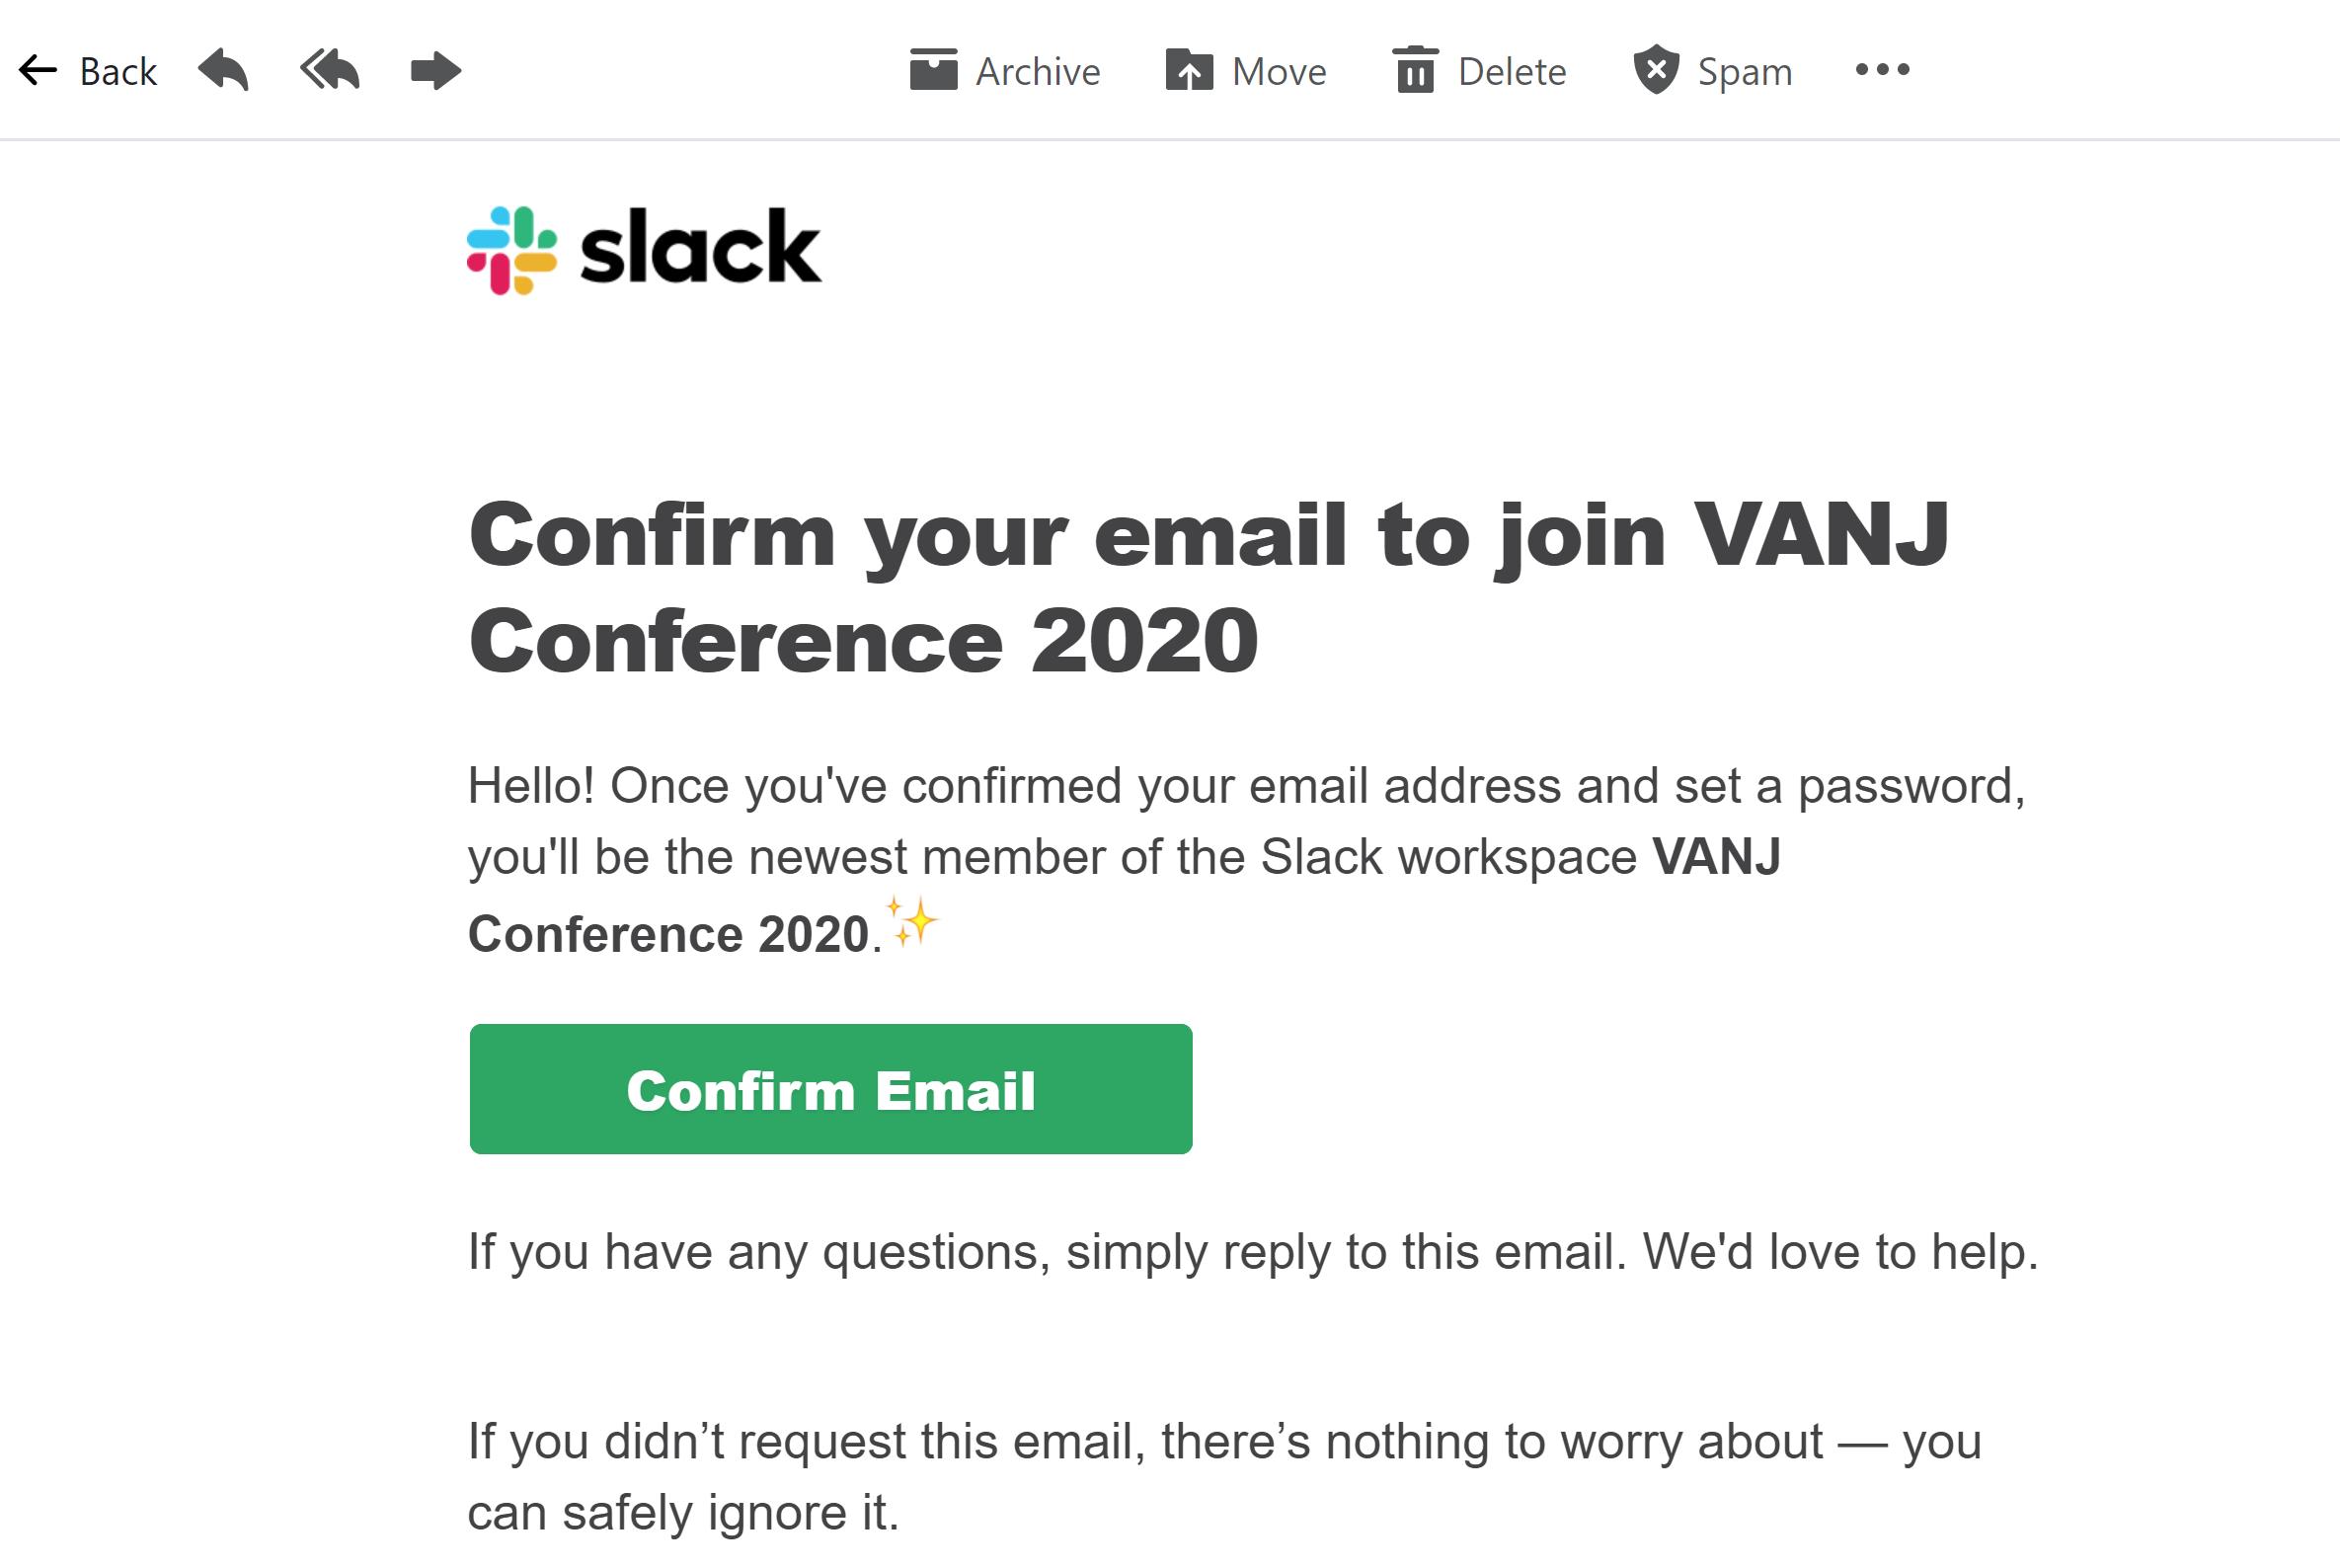 Back Archive Move Delete Spam
slack
Confirm your email to join VANJ
Conference 2020
Hello! Once you've confirmed your email address and set a password,
you'll be the newest member of the Slack workspace VANJ
Conference 2020.✨
Confirm Email
If you have any questions, simply reply to this email. We'd love to help.
If you didn’t request this email, there’s nothing to worry about — you
can safely ignore it.